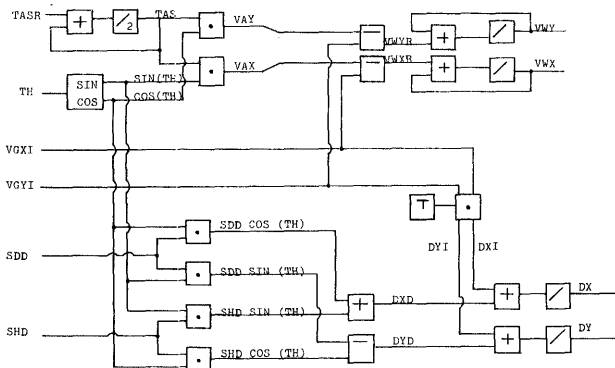 TASR + /2 TAS • VAY — VWYR + / VWY
• VAX — VWXR + / VWX
TH SIN SIN(TH)
COS COS(TH)
VGXI
VGYI
T •
DYI DXI
• SDD COS (TH)
SDD
• SDD SIN (TH)
+ DXD + / DX
• SHD SIN (TH)
SHD
— DYD + / DY
• SHD COS (TH)